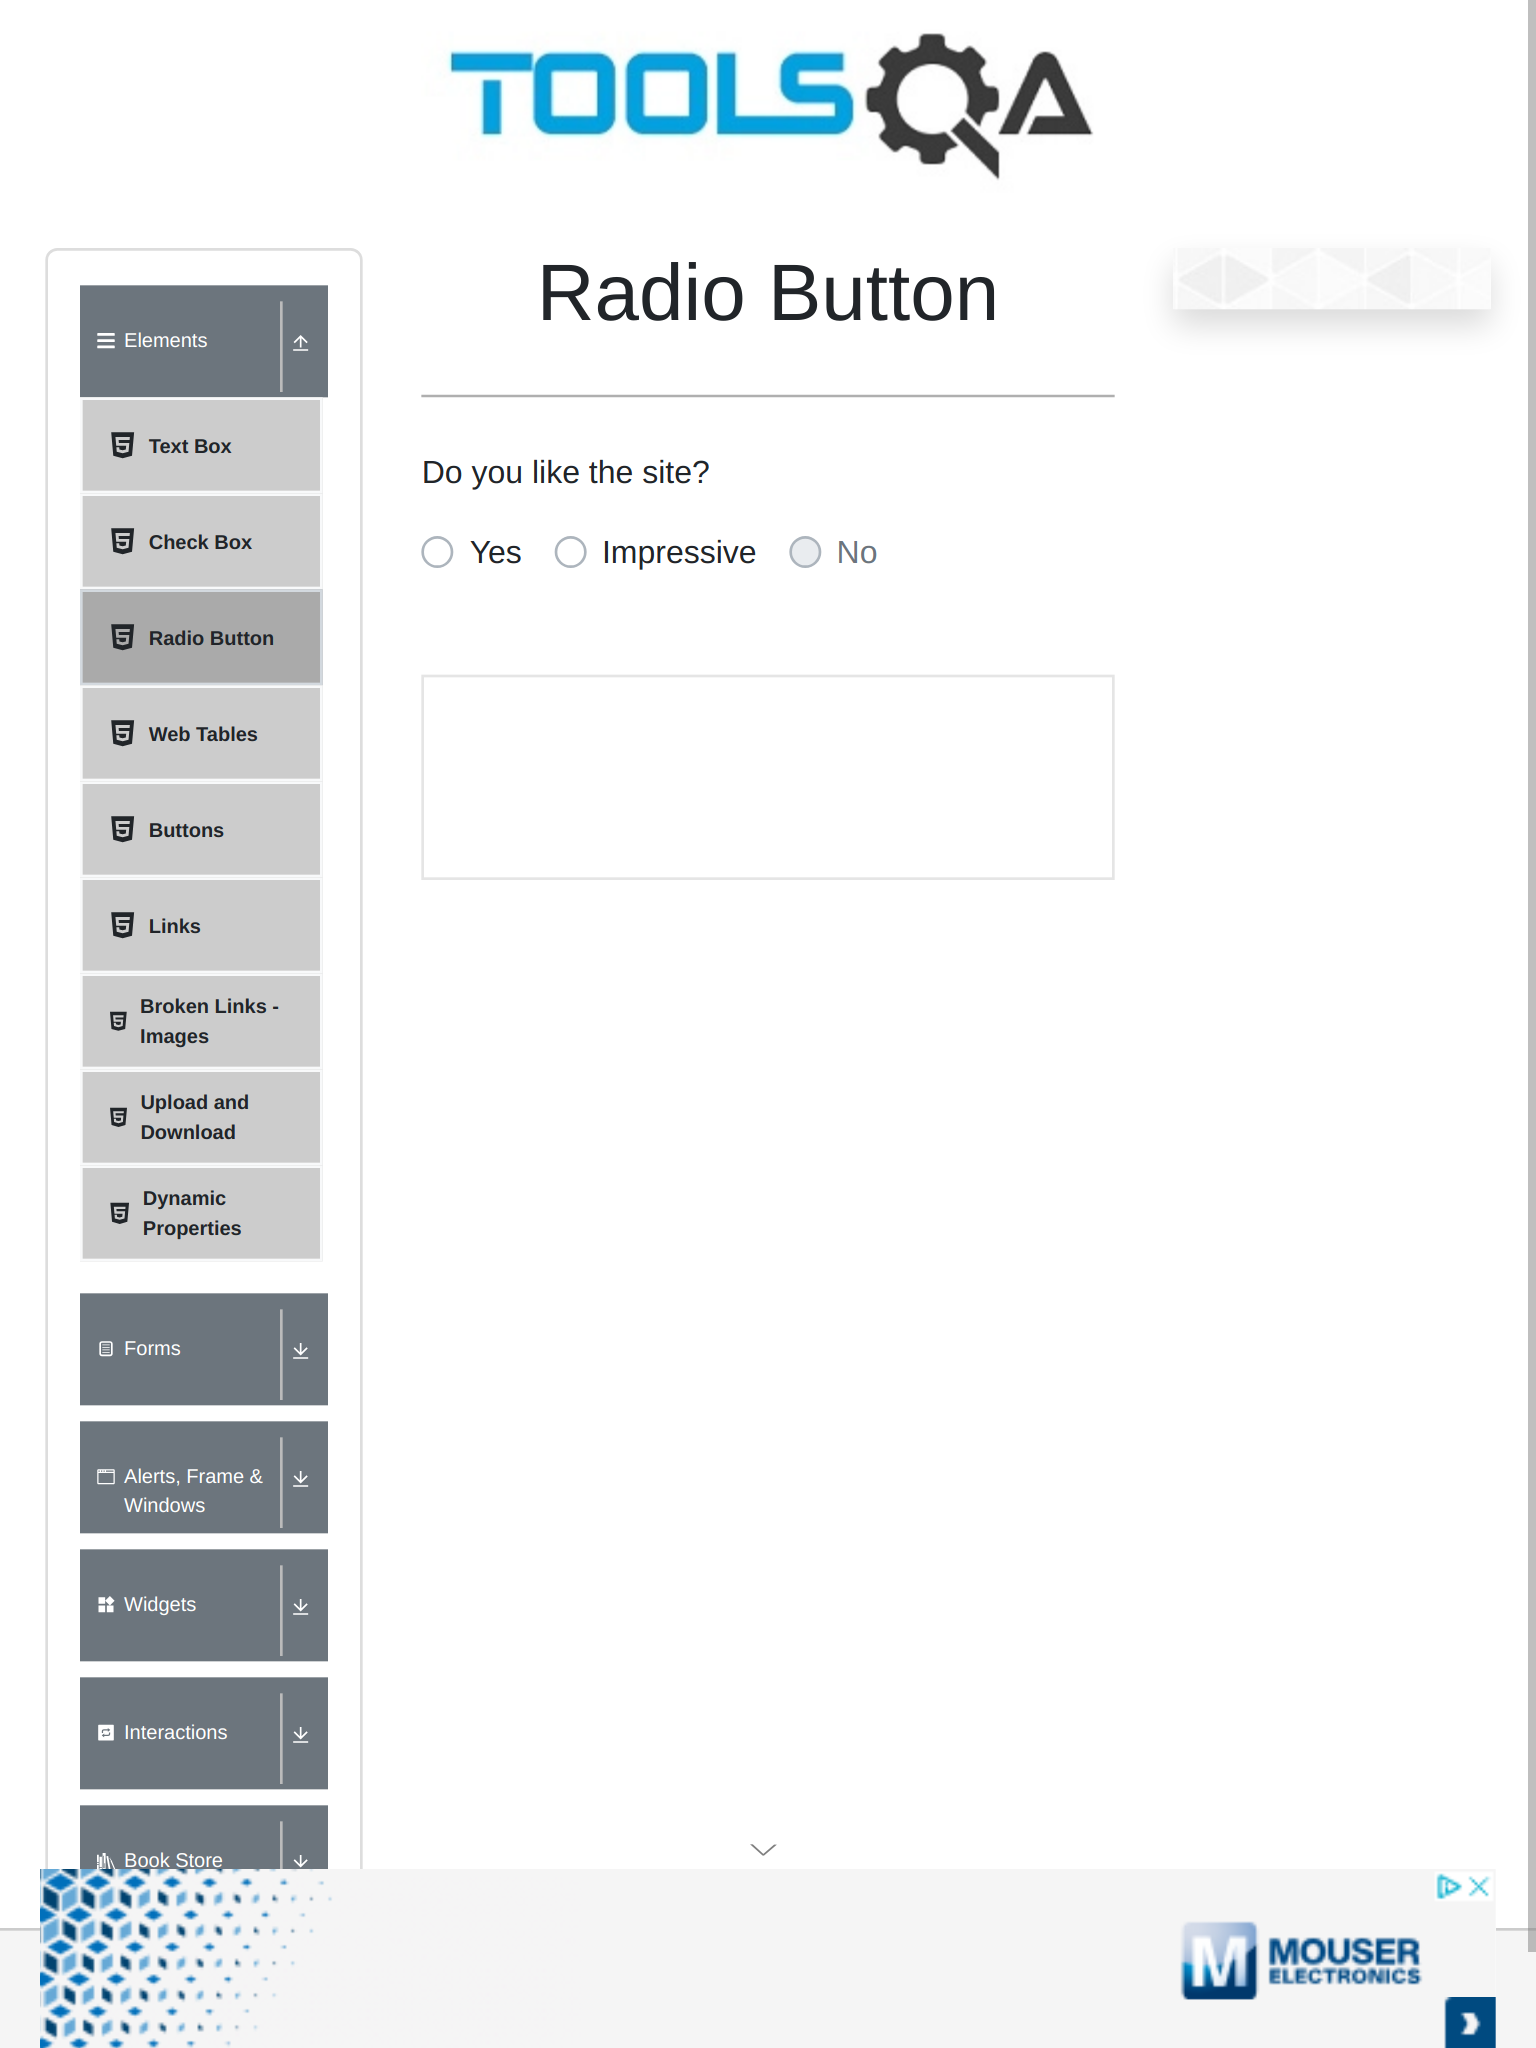 TOOLSQA
Radio Button
Elements
Text Box
Check Box
Radio Button
Web Tables
Buttons
Links
Broken Links -
Images
Upload and
Download
Dynamic
Properties
Forms
Alerts, Frame &
Windows
Widgets
Interactions
Book Store
Do you like the site?
Yes
Impressive
No
M MOUSER
ELECTRONICS